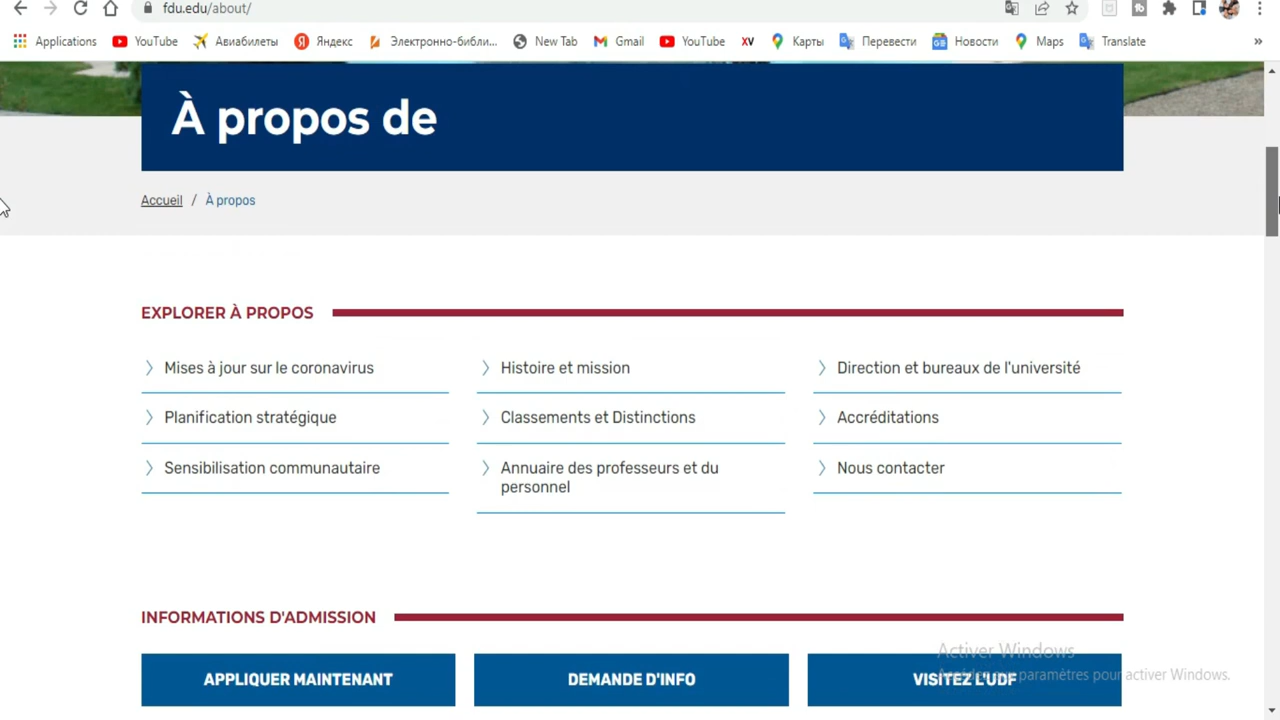 fdu.edu/about/
Applications YouTube Авиабилеты Яндекс Электронно-библи... New Tab Gmail YouTube XV Карты Перевести Новости Maps Translate »
À propos de
Accueil / À propos
EXPLORER À PROPOS
Mises à jour sur le coronavirus
Histoire et mission
Direction et bureaux de l'université
Planification stratégique
Classements et Distinctions
Accréditations
Sensibilisation communautaire
Annuaire des professeurs et du
personnel
Nous contacter
INFORMATIONS D'ADMISSION
Activer Windows
Accédez aux paramètres pour activer Windows.
APPLIQUER MAINTENANT
DEMANDE D'INFO
VISITEZ L'UDF